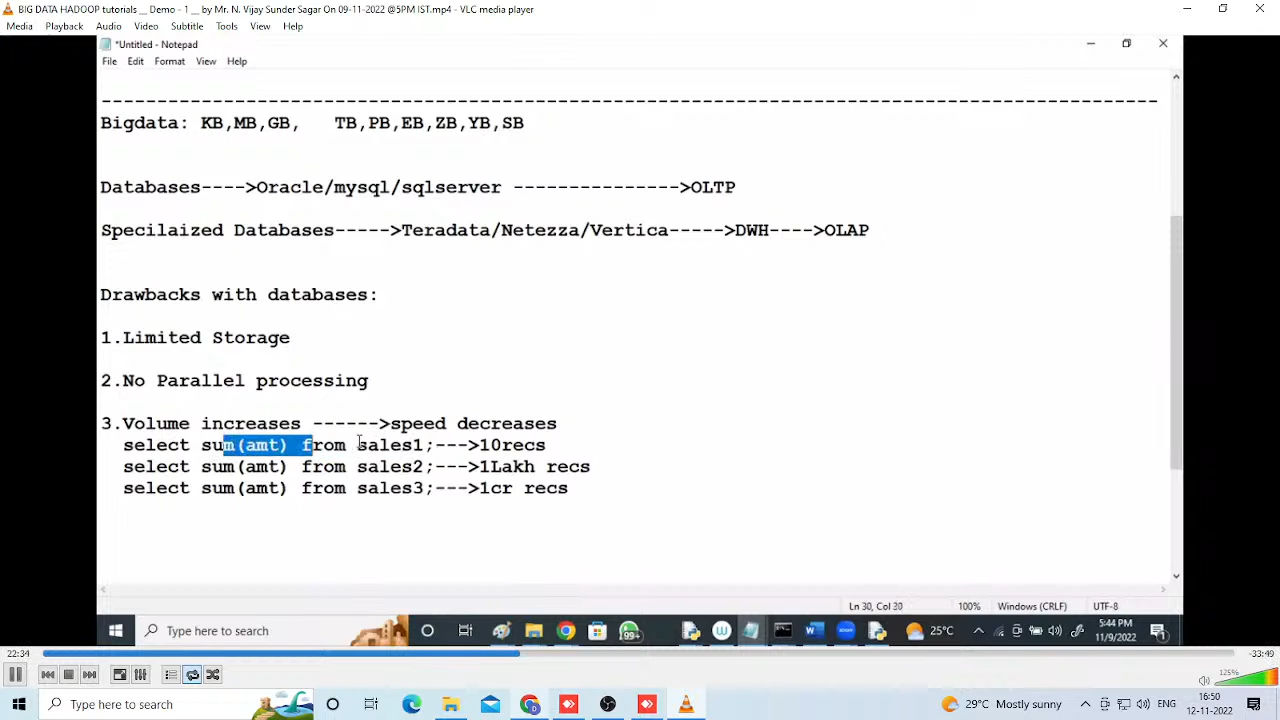 BIG DATA HADOOP tutorials __ Demo - 1 __ by Mr. N. Vijay Sunder Sagar On 09-11-2022 @5PM IST.mp4 - VLC media player
Media Playback Audio Video Subtitle Tools View Help
*Untitled - Notepad
File Edit Format View Help
-----------------------------------------------------------------------------------------------
Bigdata: KB,MB,GB, TB,PB,EB,ZB,YB,SB
Databases---->Oracle/mysql/sqlserver --------------->OLTP
Specilaized Databases----->Teradata/Netezza/Vertica----->DWH---->OLAP
Drawbacks with databases:
1.Limited Storage
2.No Parallel processing
3.Volume increases ------>speed decreases
select sum(amt) from sales1;--->10recs
select sum(amt) from sales2;--->1Lakh recs
select sum(amt) from sales3;--->1cr recs
Ln 30, Col 20 100% Windows (CRLF) UTF-8
Type here to search 99+ 25°C 5:44 PM
11/9/2022 1
22:34 -33:49
125%
Type here to search 29°C Mostly sunny ENG 16:50
12-11-2022